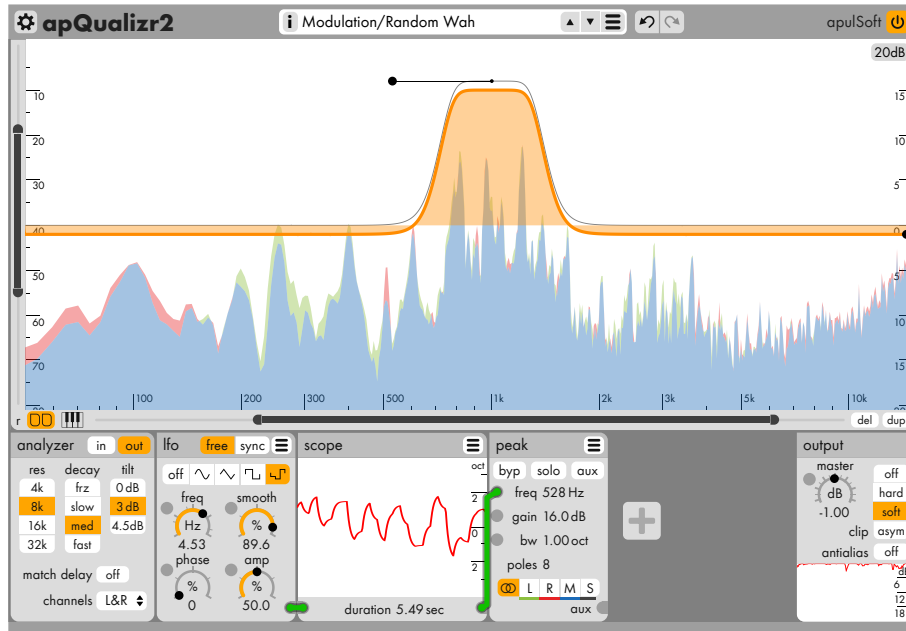 apQualizr2
i Modulation/Random Wah
apulSoft
20dB
10
20
30
40
50
60
70
15
10
5
0
5
10
15
100
200
300
500
1k
2k
3k
5k
10k
r
del
dup
analyzer
in
out
res
decay
tilt
4k
frz
0 dB
8k
slow
3 dB
16k
med
4.5dB
32k
fast
match delay
off
channels
L&R
lfo
free
sync
off
freq
smooth
Hz
%
4.53
89.6
phase
amp
%
%
0
50.0
scope
oct
2
0
2
duration 5.49 sec
peak
byp
solo
aux
freq 528 Hz
gain 16.0 dB
bw 1.00 oct
poles 8
L
R
M
S
aux
output
master
dB
-1.00
off
hard
soft
clip
asym
antialias
off
6
12
18